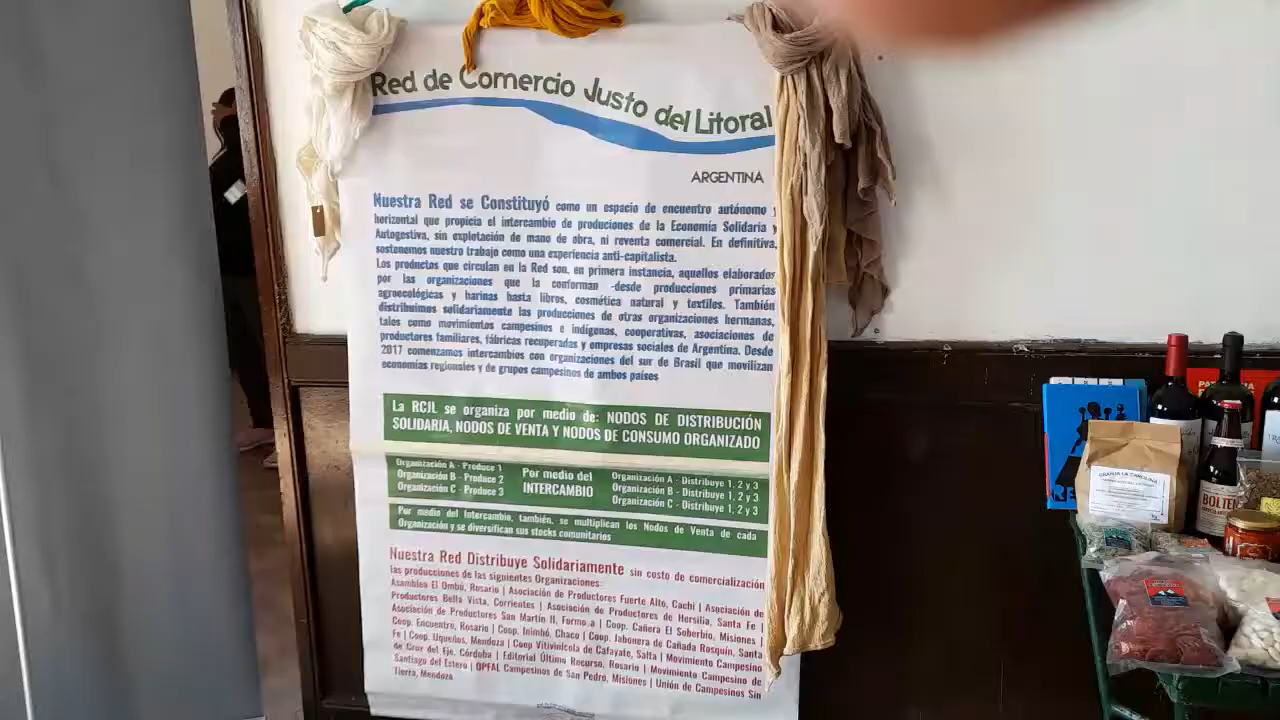 Red de Comercio Justo del Litoral
ARGENTINA
Nuestra Red se Constituyó como un espacio de encuentro autónomo y
horizontal que propicia el intercambio de produciones de la Economía Solidaria y
Autogestiva, sin explotación de mano de obra, ni reventa comercial. En definitiva,
sostenemos nuestro trabajo como una experiencia anti-capitalista.
Los productos que circulan en la Red son, en primera instancia, aquellos elaborados
por las organizaciones que la conforman -desde producciones primarias
agroecológicas y harinas hasta libros, cosmética natural y textiles. También
distribuimos solidariamente las producciones de otras organizaciones hermanas,
tales como movimientos campesinos e indígenas, cooperativas, asociaciones de
productores familiares, fábricas recuperadas y empresas sociales de Argentina. Desde
2017 comenzamos intercambios con organizaciones del sur de Brasil que movilizan
economías regionales y de grupos campesinos de ambos países
La RCJL se organiza por medio de: NODOS DE DISTRIBUCIÓN
SOLIDARIA, NODOS DE VENTA Y NODOS DE CONSUMO ORGANIZADO
Organización A - Produce 1
Organización B - Produce 2
Organización C - Produce 3
Por medio del
INTERCAMBIO
Organización A - Distribuye 1, 2 y 3
Organización B - Distribuye 1, 2 y 3
Organización C - Distribuye 1, 2 y 3
Por medio del Intercambio, también, se multiplican los Nodos de Venta de cada
Organización y se diversifican sus stocks comunitarios
Nuestra Red Distribuye Solidariamente sin costo de comercialización
las producciones de las siguientes Organizaciones:
Asamblea El Ombú, Rosario | Asociación de Productores Fuerte Alto, Cachi | Asociación de
Productores Bella Vista, Corrientes | Asociación de Productores de Hersilia, Santa Fe |
Asociación de Productores San Martín II, Formo a | Coop. Cañera El Soberbio, Misiones |
Coop. Encuentro, Rosario | Coop. Inimbó, Chaco | Coop. Jabonera de Cañada Rosquín, Santa
Fe | Coop. Uqueños, Mendoza | Coop Vitivinícola de Cafayate, Salta | Movimiento Campesino
de Cruz del Eje, Córdoba | Editorial Último Recurso, Rosario | Movimiento Campesino de
Santiago del Estero | OPFAL Campesinos de San Pedro, Misiones | Unión de Campesinos Sin
Tierra, Mendoza
GRANJA LA CAROLINA
BOLTE